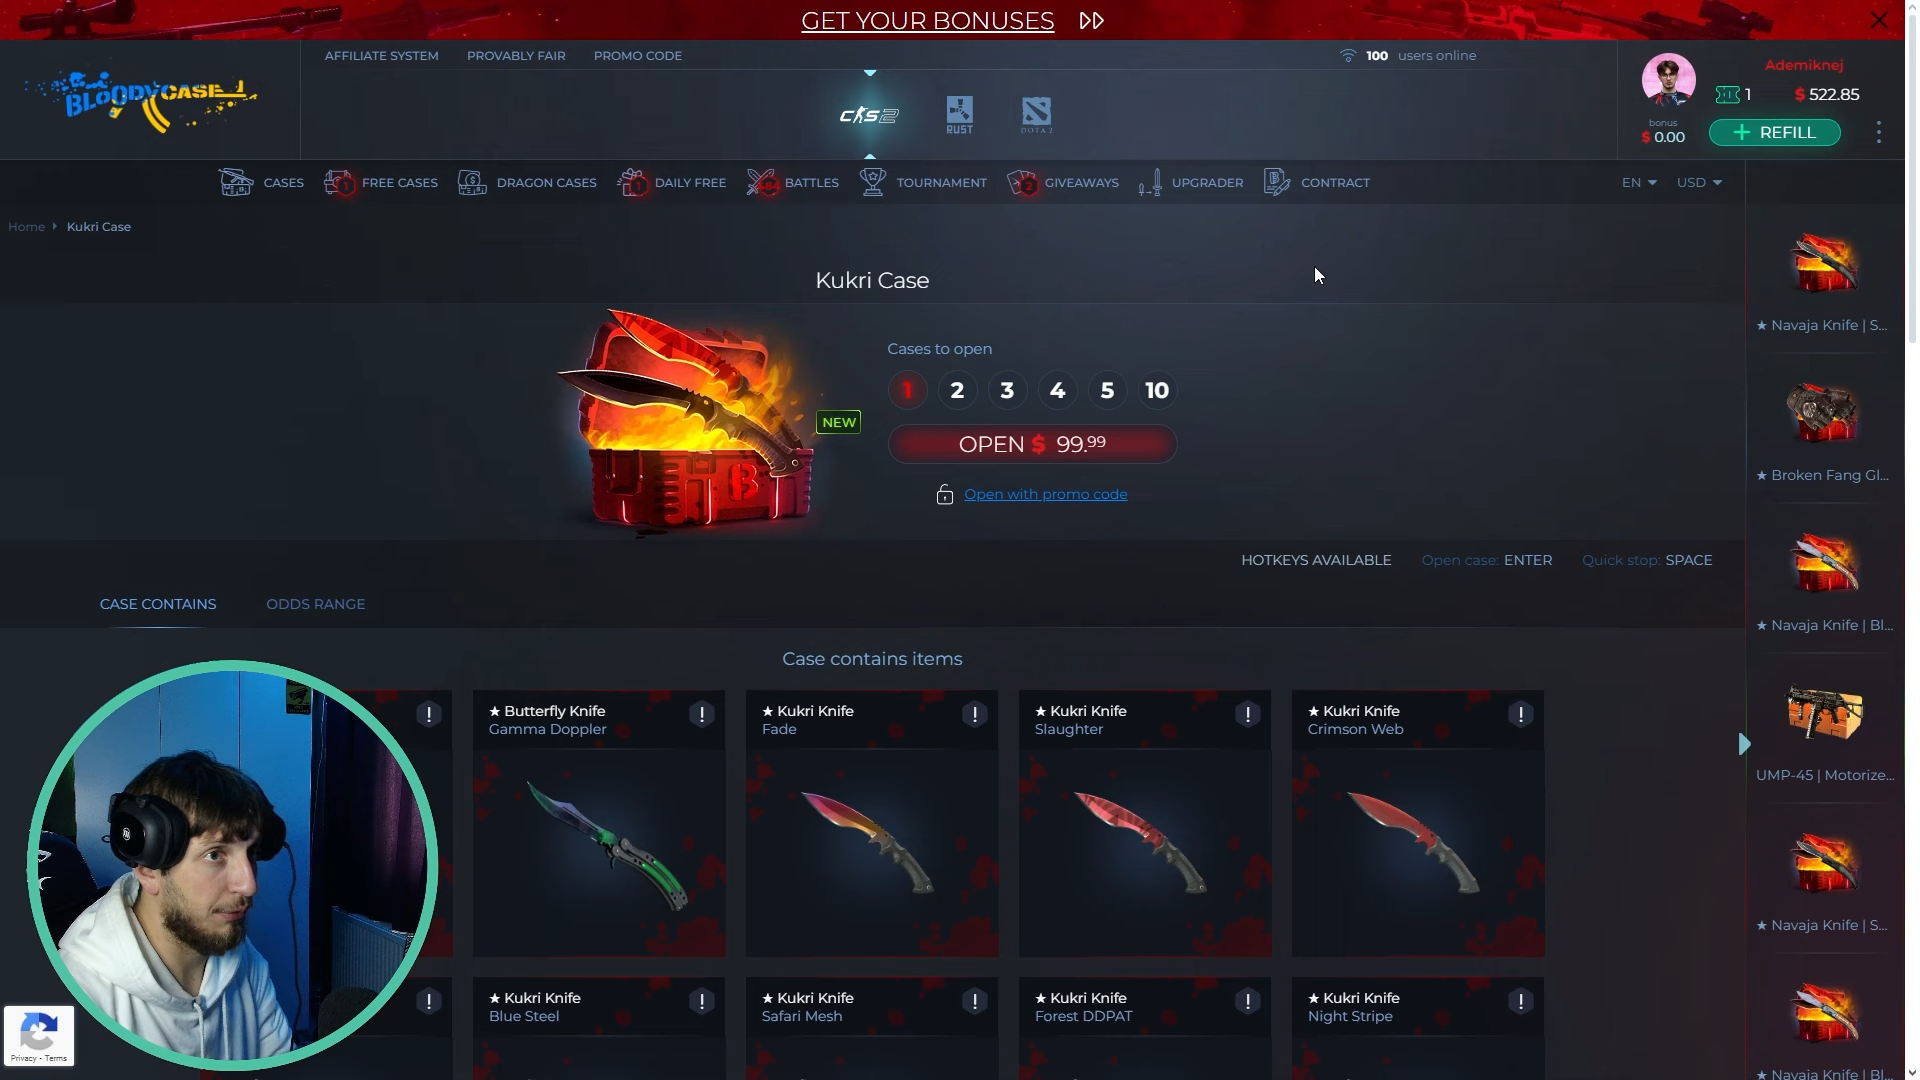 GET YOUR BONUSES
AFFILIATE SYSTEM
PROVABLY FAIR
PROMO CODE
100 users online
BLOODYCASE
CS2
RUST
DOTA 2
Ademiknej
1
$ 522.85
bonus
$ 0.00
+ REFILL
CASES
1
FREE CASES
DRAGON CASES
1
DAILY FREE
BATTLES
TOURNAMENT
2
GIVEAWAYS
UPGRADER
CONTRACT
EN
USD
Home
Kukri Case
Kukri Case
Cases to open
1 2 3 4 5 10
NEW
OPEN $ 99.99
Open with promo code
HOTKEYS AVAILABLE
Open case: ENTER
Quick stop: SPACE
CASE CONTAINS
ODDS RANGE
Case contains items
★ Butterfly Knife
Gamma Doppler
★ Kukri Knife
Fade
★ Kukri Knife
Slaughter
★ Kukri Knife
Crimson Web
★ Kukri Knife
Blue Steel
★ Kukri Knife
Safari Mesh
★ Kukri Knife
Forest DDPAT
★ Kukri Knife
Night Stripe
★ Navaja Knife | S...
★ Broken Fang Gl...
★ Navaja Knife | Bl...
UMP-45 | Motorize...
★ Navaja Knife | S...
★ Navaja Knife | Bl...
Privacy - Terms